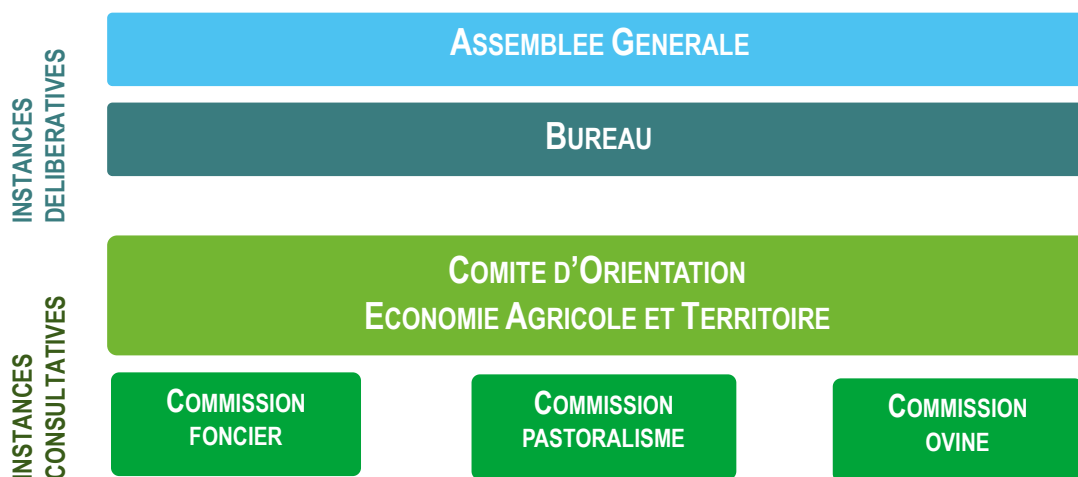 INSTANCES
DELIBERATIVES
ASSEMBLEE GENERALE
BUREAU
INSTANCES
CONSULTATIVES
COMITE D'ORIENTATION
ECONOMIE AGRICOLE ET TERRITOIRE
COMMISSION
FONCIER
COMMISSION
PASTORALISME
COMMISSION
OVINE